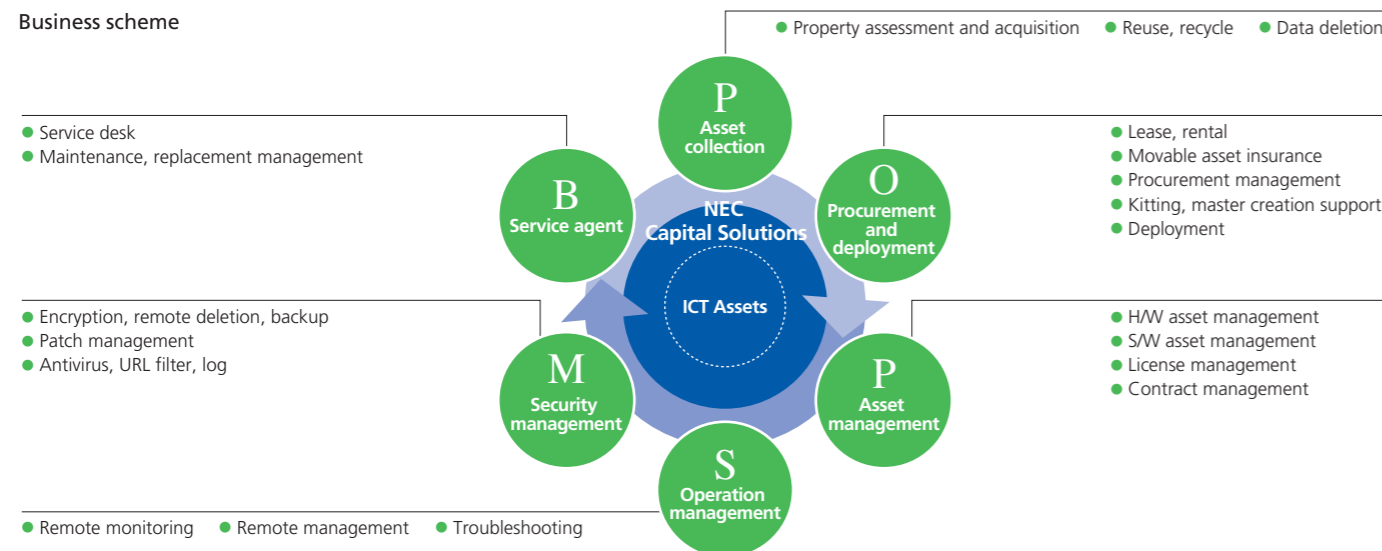 Business scheme
Property assessment and acquisition
Reuse, recycle
Data deletion
P
Asset
collection
Service desk
Maintenance, replacement management
B
Service agent
O
Procurement
and
deployment
Lease, rental
Movable asset insurance
Procurement management
Kitting, master creation support
Deployment
NEC
Capital Solutions
ICT Assets
Encryption, remote deletion, backup
Patch management
Antivirus, URL filter, log
M
Security
management
P
Asset
management
H/W asset management
S/W asset management
License management
Contract management
S
Operation
management
Remote monitoring
Remote management
Troubleshooting